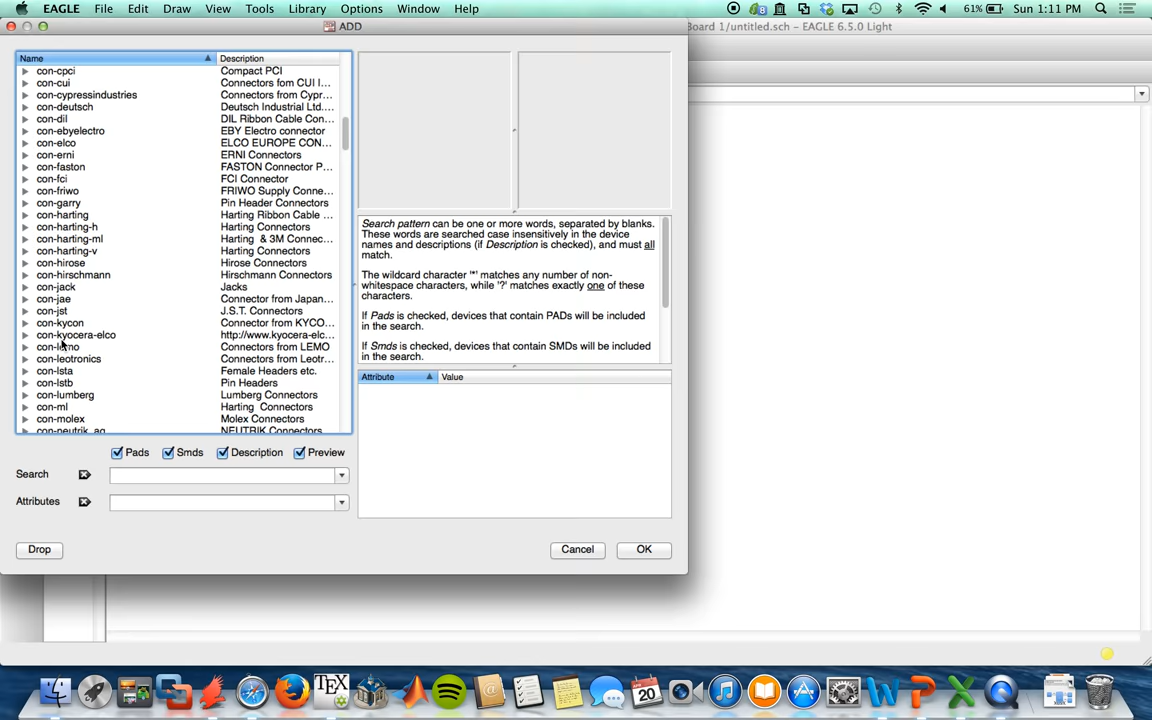 EAGLE File Edit Draw View Tools Library Options Window Help 61% Sun 1:11 PM
ADD
Board 1/untitled.sch - EAGLE 6.5.0 Light
Name Description
con-cpci Compact PCI
con-cui Connectors fom CUI I...
con-cypressindustries Connectors from Cypr...
con-deutsch Deutsch Industrial Ltd....
con-dil DIL Ribbon Cable Con...
con-ebyelectro EBY Electro connector
con-elco ELCO EUROPE CON...
con-erni ERNI Connectors
con-faston FASTON Connector P...
con-fci FCI Connector
con-friwo FRIWO Supply Conne...
con-garry Pin Header Connectors
con-harting Harting Ribbon Cable ...
con-harting-h Harting Connectors
con-harting-ml Harting & 3M Connec...
con-harting-v Harting Connectors
con-hirose Hirose Connectors
con-hirschmann Hirschmann Connectors
con-jack Jacks
con-jae Connector from Japan...
con-jst J.S.T. Connectors
con-kycon Connector from KYCO...
con-kyocera-elco http://www.kyocera-elc...
con-lemo Connectors from LEMO
con-leotronics Connectors from Leotr...
con-lsta Female Headers etc.
con-lstb Pin Headers
con-lumberg Lumberg Connectors
con-ml Harting Connectors
con-molex Molex Connectors
con-neutrik_ag NEUTRIK Connectors
Search pattern can be one or more words, separated by blanks.
These words are searched case insensitively in the device
names and descriptions (if Description is checked), and must all
match.
The wildcard character '*' matches any number of non-
whitespace characters, while '?' matches exactly one of these
characters.
If Pads is checked, devices that contain PADs will be included
in the search.
If Smds is checked, devices that contain SMDs will be included
in the search.
Attribute Value
Pads Smds Description Preview
Search
Attributes
Drop Cancel OK
TEX
APR
20